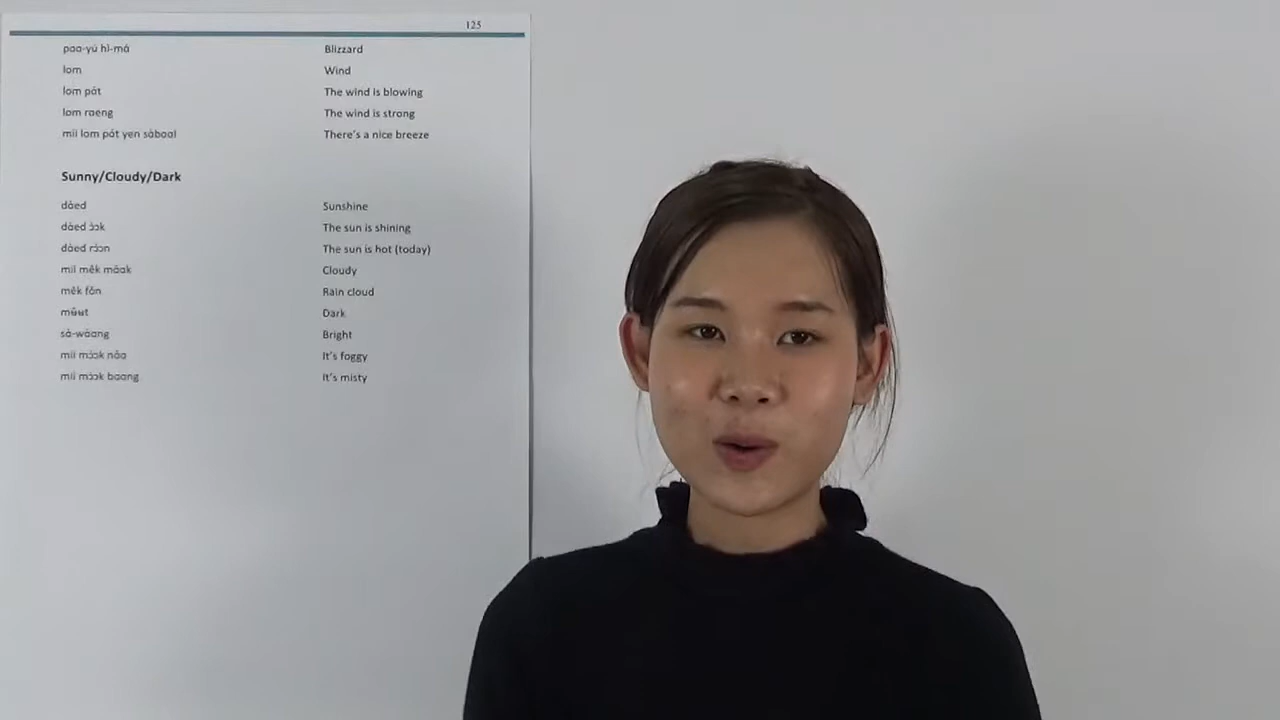 125
paa-yú hì-má Blizzard
lom Wind
lom pát The wind is blowing
lom raeng The wind is strong
mii lom pát yen sàbaai There's a nice breeze
Sunny/Cloudy/Dark
dàed Sunshine
dàed ɔ̀ɔk The sun is shining
dàed rɔ́ɔn The sun is hot (today)
mii mêk mâak Cloudy
mêk fǒn Rain cloud
mʉ̂ʉt Dark
sà-wàang Bright
mii mɔ̀ɔk nǎa It's foggy
mii mɔ̀ɔk baang It's misty